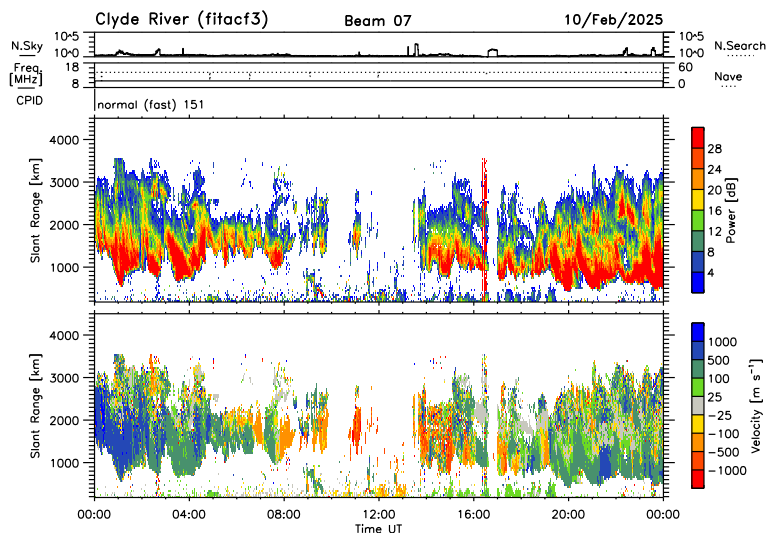 Clyde River (fitacf3) Beam 07 10/Feb/2025
10^5 10^5
N.Sky N.Search
10^0 10^0
Freq. 18 60
[MHz] Nave
8 0
CPID normal (fast) 151
4000
3000
2000
1000
Slant Range [km]
28
24
20
16
12
8
4
Power [dB]
4000
3000
2000
1000
Slant Range [km]
1000
500
100
25
-25
-100
-500
-1000
Velocity [m s⁻¹]
00:00 04:00 08:00 12:00 16:00 20:00 00:00
Time UT